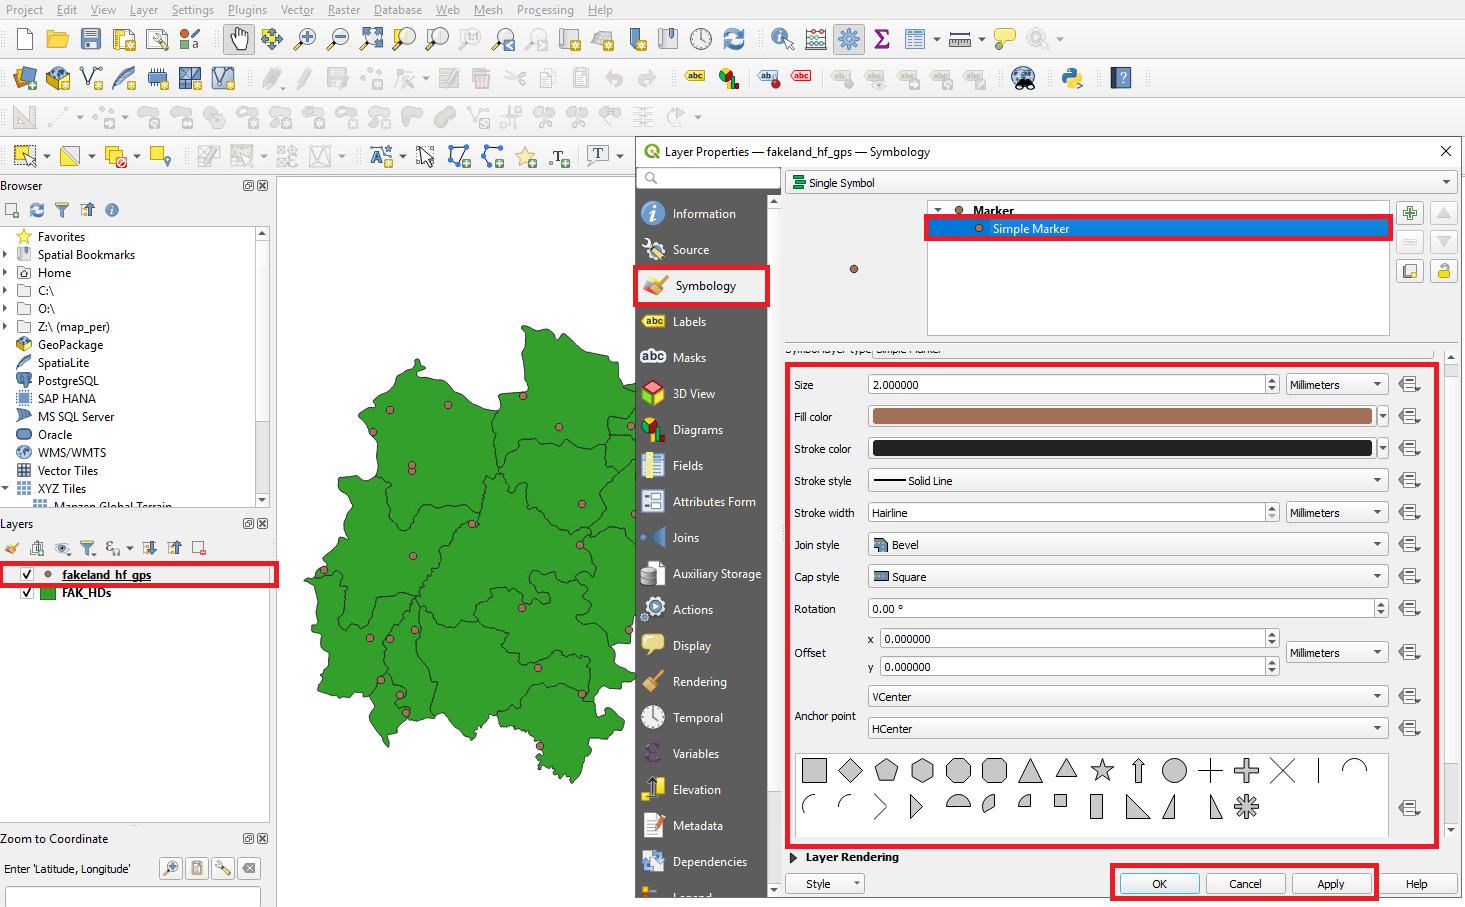 Project Edit View Layer Settings Plugins Vector Raster Database Web Mesh Processing Help
Layer Properties — fakeland_hf_gps — Symbology
Browser
Favorites
Spatial Bookmarks
Home
C:\
O:\
Z:\ (map_per)
GeoPackage
SpatiaLite
PostgreSQL
SAP HANA
MS SQL Server
Oracle
WMS/WMTS
Vector Tiles
XYZ Tiles
Mapzen Global Terrain
Layers
fakeland_hf_gps
FAK_HDs
Zoom to Coordinate
Enter 'Latitude, Longitude'
Information
Source
Symbology
Labels
Masks
3D View
Diagrams
Fields
Attributes Form
Joins
Auxiliary Storage
Actions
Display
Rendering
Temporal
Variables
Elevation
Metadata
Dependencies
Legend
Single Symbol
Marker
Simple Marker
Symbol layer type Simple Marker
Size 2.000000 Millimeters
Fill color
Stroke color
Stroke style Solid Line
Stroke width Hairline Millimeters
Join style Bevel
Cap style Square
Rotation 0.00 °
Offset x 0.000000 Millimeters
y 0.000000
Anchor point VCenter
HCenter
Layer Rendering
Style OK Cancel Apply Help
abc
abc
ab
abc
abc
abc